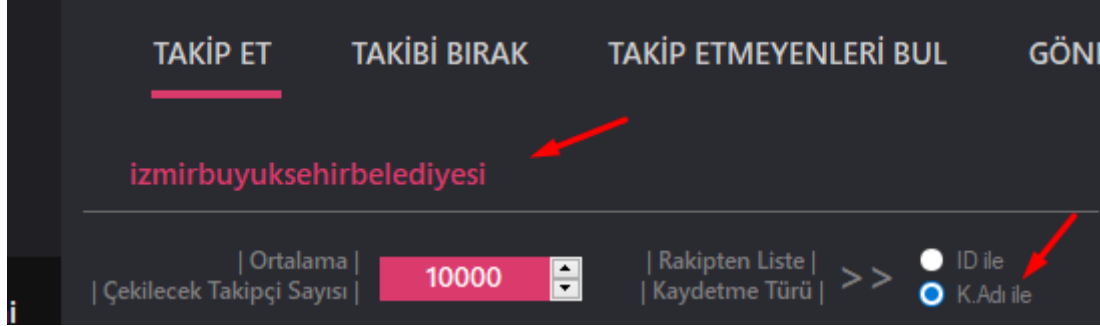 TAKİP ET TAKİBİ BIRAK TAKİP ETMEYENLERİ BUL
izmirbuyuksehirbelediyesi
| Ortalama | | Rakipten Liste | ID ile
| Çekilecek Takipçi Sayısı | 10000 | Kaydetme Türü | >> K.Adı ile
i